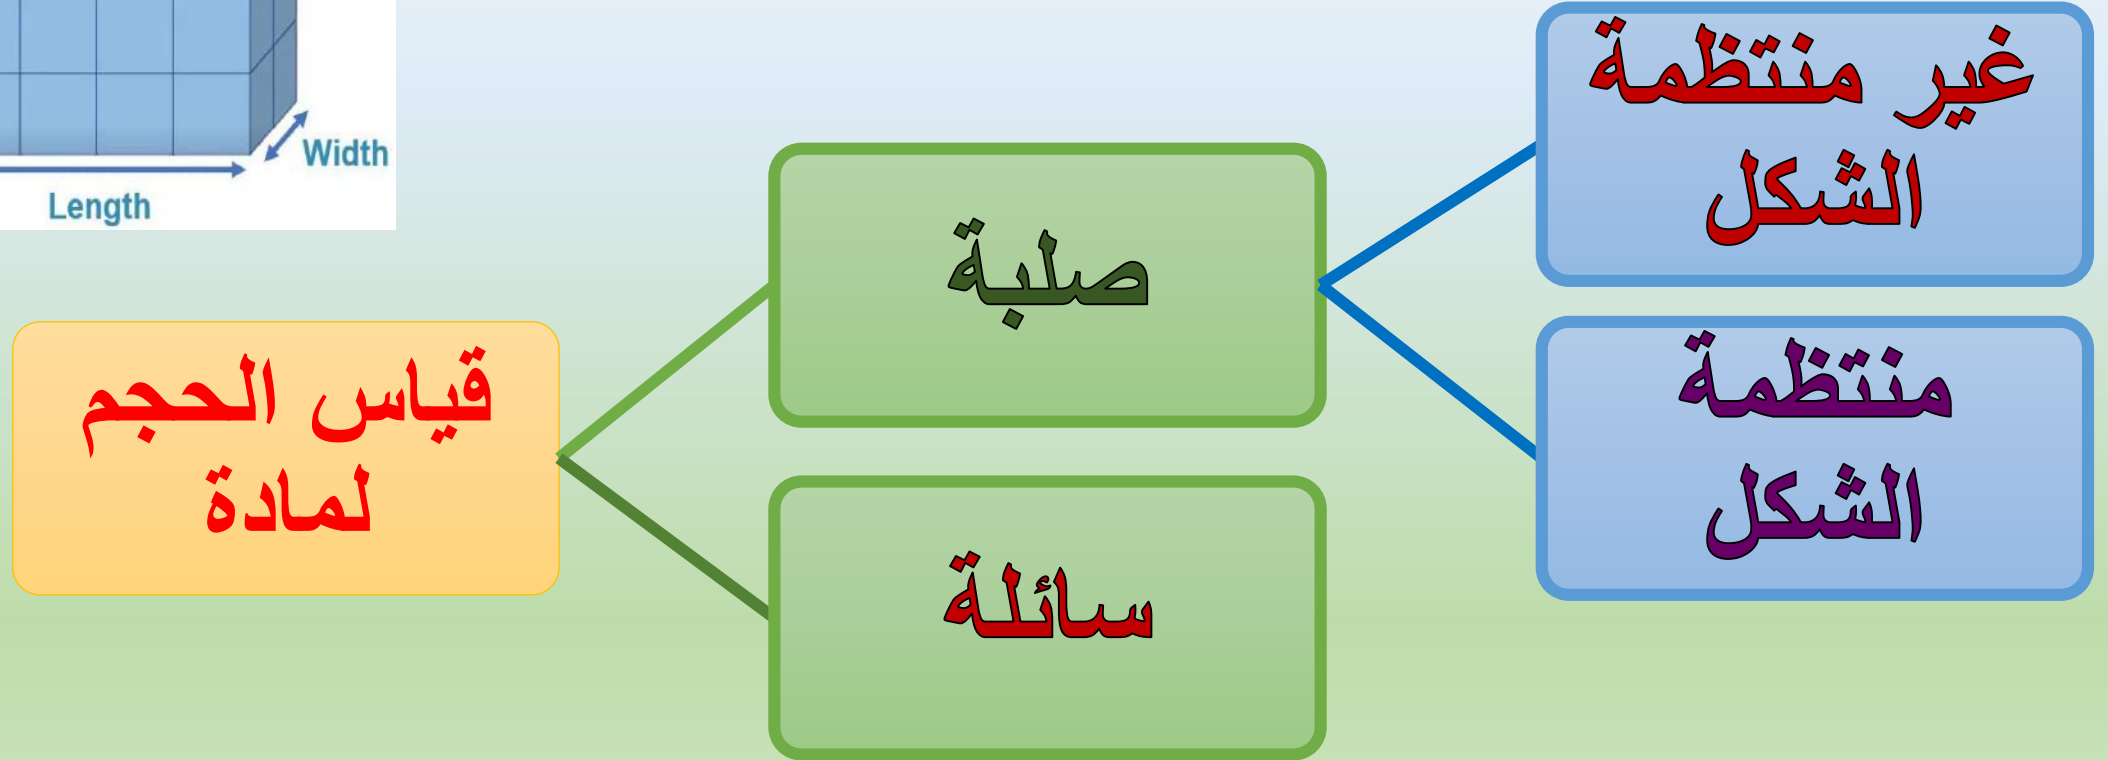 Width
Length
قياس الحجم
لمادة
صلبة
سائلة
غير منتظمة
الشكل
منتظمة
الشكل